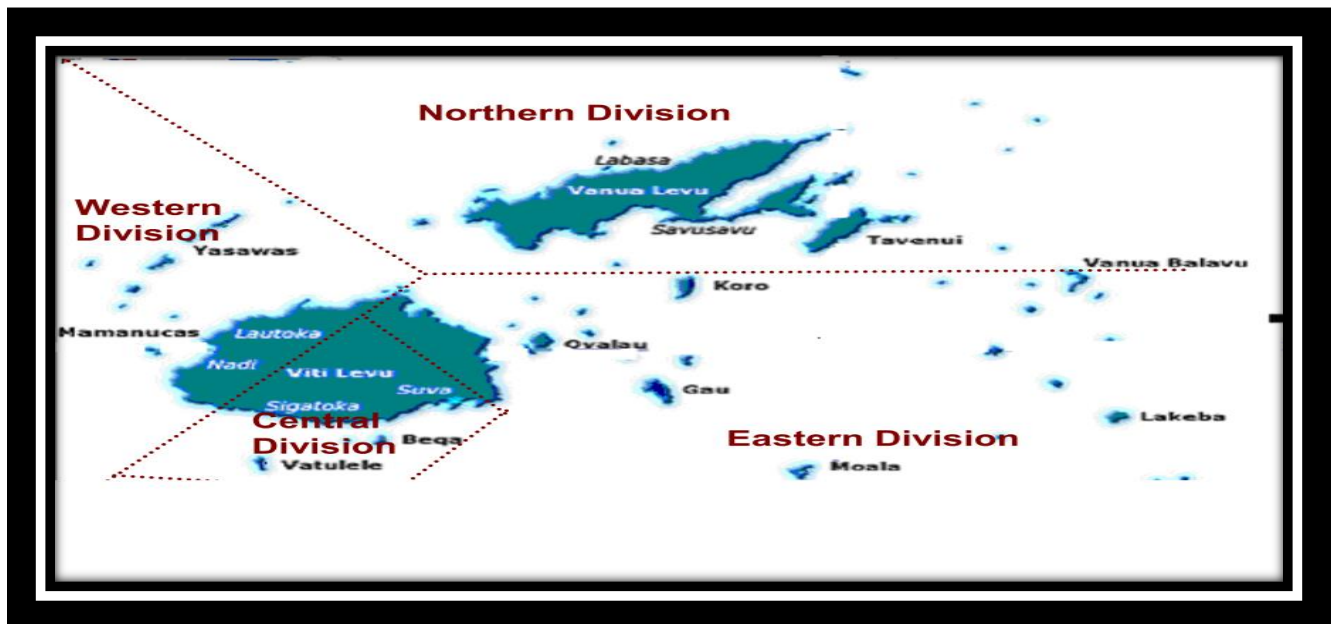 Northern Division
Labasa
Vanua Levu
Western
Division
Savusavu
Tavenui
Yasawas
Vanua Balavu
Koro
Mamanucas
Lautoka
Ovalau
Nadi
Viti Levu
Suva
Gau
Sigatoka
Central
Division
Lakeba
Beqa
Eastern Division
Vatulele
Moala